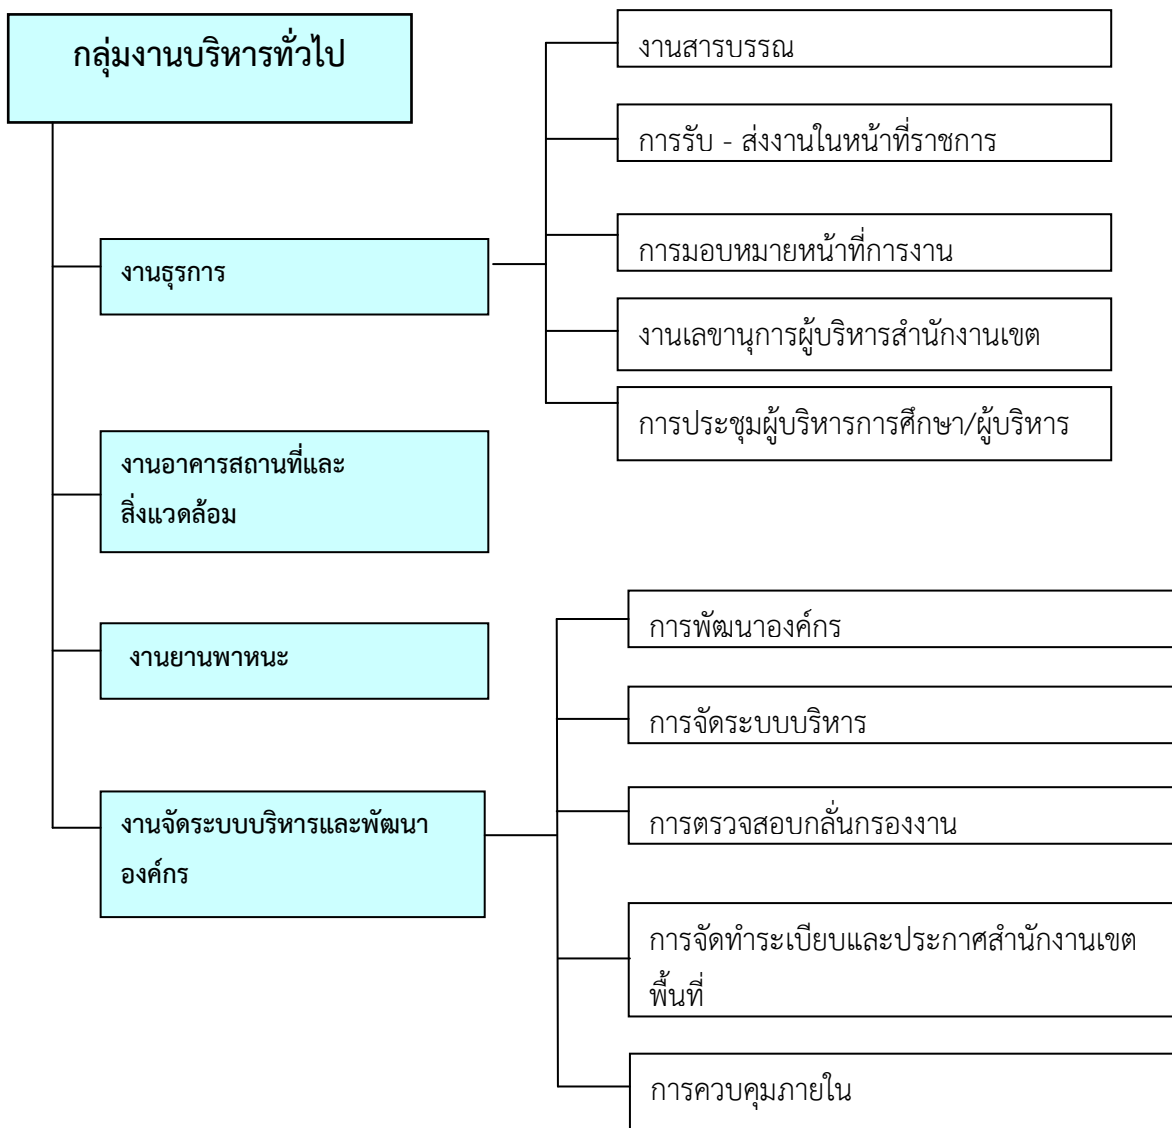 กลุ่มงานบริหารทั่วไป
งานธุรการ
งานสารบรรณ
การรับ - ส่งงานในหน้าที่ราชการ
การมอบหมายหน้าที่การงาน
งานเลขานุการผู้บริหารสำนักงานเขต
การประชุมผู้บริหารการศึกษา/ผู้บริหาร
งานอาคารสถานที่และ
สิ่งแวดล้อม
งานยานพาหนะ
งานจัดระบบบริหารและพัฒนา
องค์กร
การพัฒนาองค์กร
การจัดระบบบริหาร
การตรวจสอบกลั่นกรองงาน
การจัดทำระเบียบและประกาศสำนักงานเขต
พื้นที่
การควบคุมภายใน